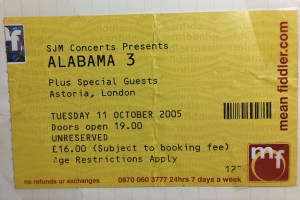 SJM Concerts Presents
ALABAMA 3
Plus Special Guests
Astoria, London
TUESDAY 11 OCTOBER 2005
Doors open 19.00
UNRESERVED
£16.00 (Subject to booking fee)
Age Restrictions Apply
no refunds or exchanges
0870 060 3777 24hrs 7 days a week
mean fiddler.com
mf